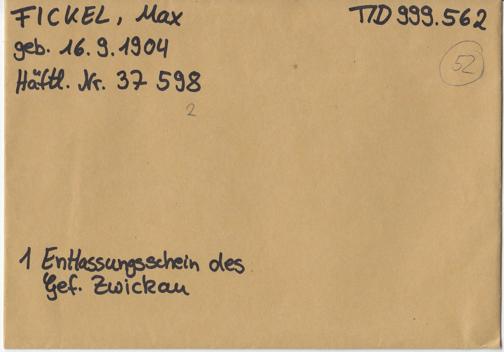 FICKEL, Max
T/D 999.562
geb. 16.9.1904
52
Häftl. Nr. 37 598
2
1 Entlassungsschein des
Gef. Zwickau